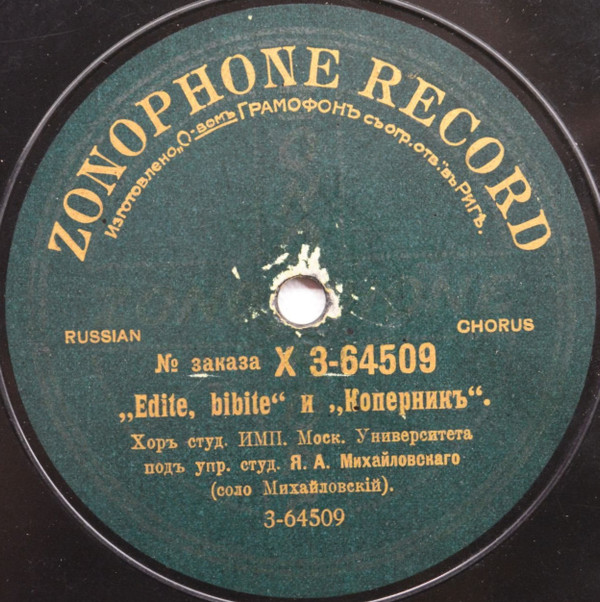 ZONOPHONE RECORD
Изготовлено „О-вомъ ГРАМОФОНЪ съ огр. отв.“ въ Ригѣ.
RUSSIAN CHORUS
№ заказа X 3-64509
„Edite, bibite“ и „Коперникъ“.
Хоръ студ. ИМП. Моск. Университета
подъ упр. студ. Я. А. Михайловскаго
(соло Михайловскій).
3-64509